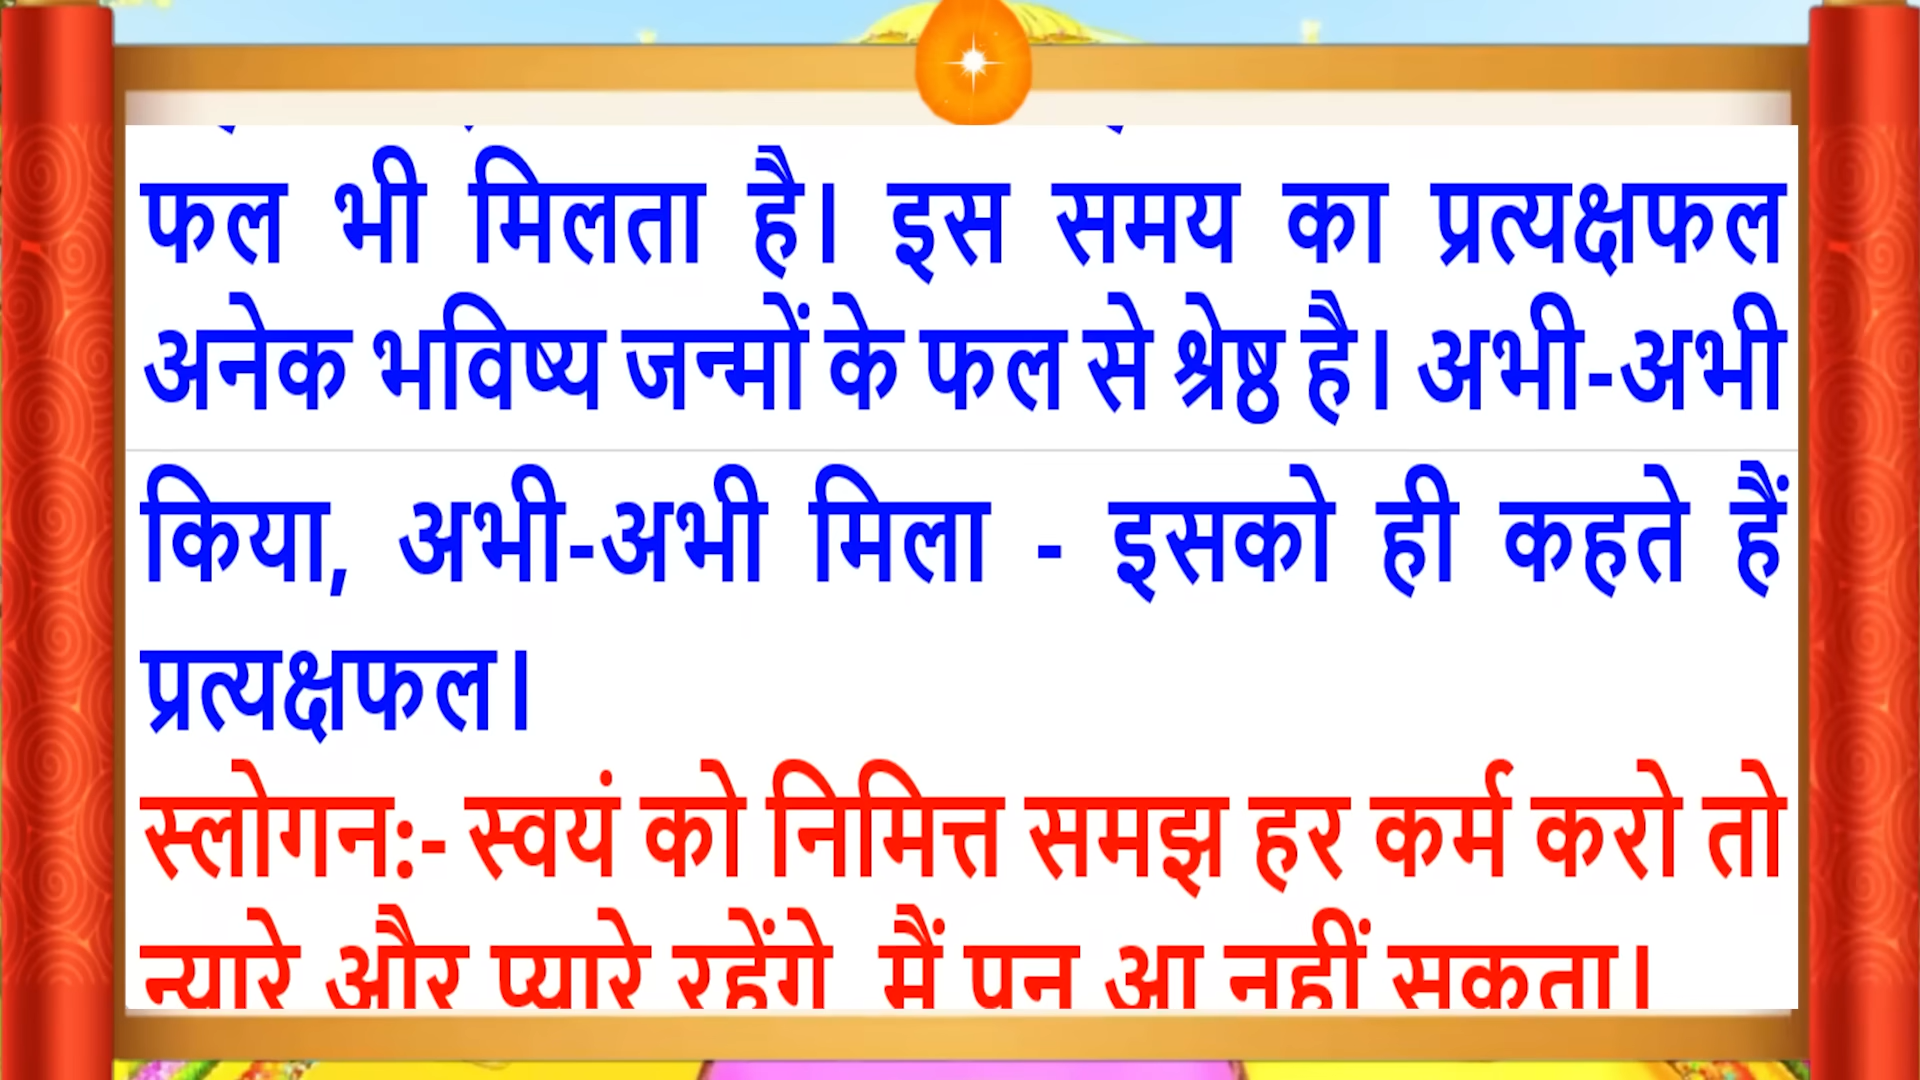 फल भी मिलता है। इस समय का प्रत्यक्षफल
अनेक भविष्य जन्मों के फल से श्रेष्ठ है। अभी-अभी
किया, अभी-अभी मिला - इसको ही कहते हैं
प्रत्यक्षफल।
स्लोगन:- स्वयं को निमित्त समझ हर कर्म करो तो
न्यारे और प्यारे रहेंगे मैं पन आ नहीं सकता।